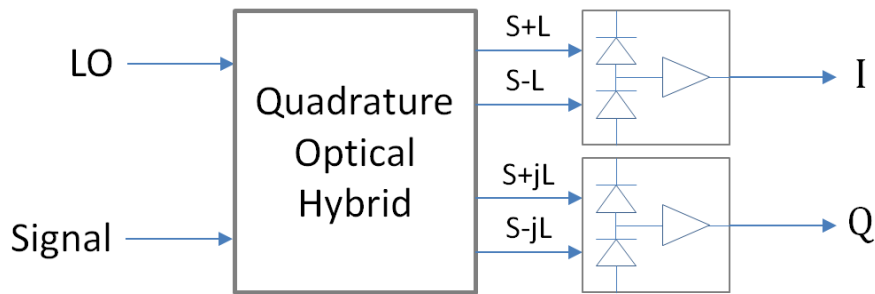 LO
Signal
Quadrature
Optical
Hybrid
S+L
S-L
S+jL
S-jL
I
Q